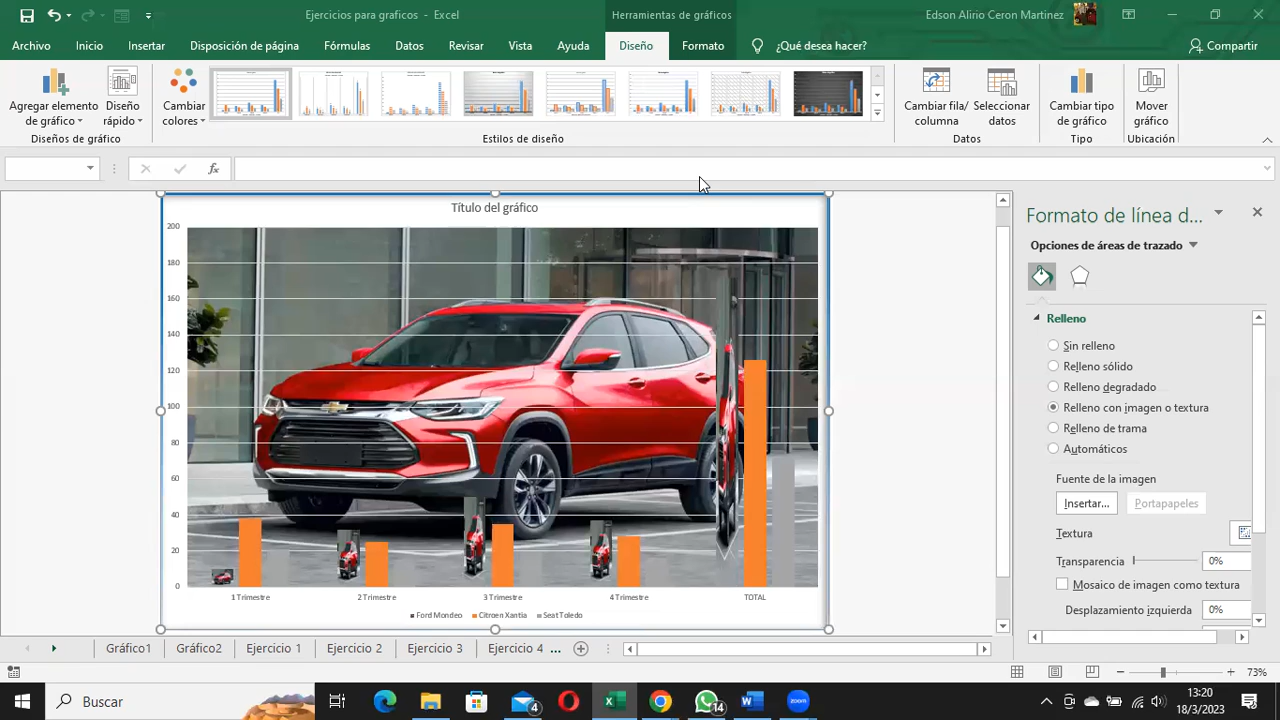 Ejercicios para graficos - Excel
Herramientas de gráficos
Edson Alirio Ceron Martinez
Archivo Inicio Insertar Disposición de página Fórmulas Datos Revisar Vista Ayuda Diseño Formato ¿Qué desea hacer? Compartir
Agregar elemento de gráfico
Diseño rápido
Cambiar colores
Cambiar fila/ columna
Seleccionar datos
Cambiar tipo de gráfico
Mover gráfico
Diseños de gráfico
Estilos de diseño
Datos
Tipo
Ubicación
fx
Título del gráfico
200
180
160
140
120
100
80
60
40
20
0
1 Trimestre 2 Trimestre 3 Trimestre 4 Trimestre TOTAL
Ford Mondeo Citroen Xantia Seat Toledo
Formato de línea d...
Opciones de áreas de trazado
Relleno
Sin relleno
Relleno sólido
Relleno degradado
Relleno con imagen o textura
Relleno de trama
Automáticos
Fuente de la imagen
Insertar... Portapapeles
Textura
Transparencia 0%
Mosaico de imagen como textura
Desplazamiento izquierda 0%
Gráfico1 Gráfico2 Ejercicio 1 Ejercicio 2 Ejercicio 3 Ejercicio 4 ...
73%
Buscar
4
14
13:20
18/3/2023